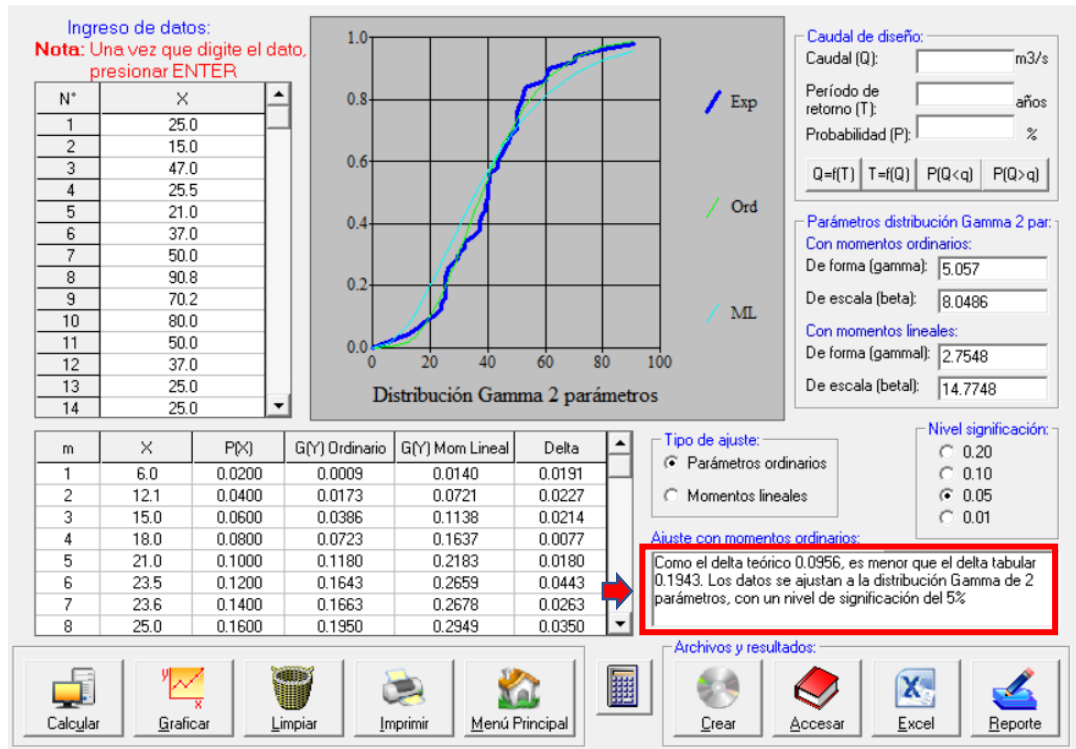 Ingreso de datos:
Nota: Una vez que digite el dato,
presionar ENTER
N° X
1 25.0
2 15.0
3 47.0
4 25.5
5 21.0
6 37.0
7 50.0
8 90.8
9 70.2
10 80.0
11 50.0
12 37.0
13 25.0
14 25.0
1.0
0.8
0.6
0.4
0.2
0.0
0 20 40 60 80 100
Distribución Gamma 2 parámetros
Exp
Ord
ML
Caudal de diseño:
Caudal (Q): m3/s
Período de
retorno (T): años
Probabilidad (P): %
Q=f(T) T=f(Q) P(Q<q) P(Q>q)
Parámetros distribución Gamma 2 par:
Con momentos ordinarios:
De forma (gamma): 5.057
De escala (beta): 8.0486
Con momentos lineales:
De forma (gammal): 2.7548
De escala (betal): 14.7748
m X P(X) G(Y) Ordinario G(Y) Mom Lineal Delta
1 6.0 0.0200 0.0009 0.0140 0.0191
2 12.1 0.0400 0.0173 0.0721 0.0227
3 15.0 0.0600 0.0386 0.1138 0.0214
4 18.0 0.0800 0.0723 0.1637 0.0077
5 21.0 0.1000 0.1180 0.2183 0.0180
6 23.5 0.1200 0.1643 0.2659 0.0443
7 23.6 0.1400 0.1663 0.2678 0.0263
8 25.0 0.1600 0.1950 0.2949 0.0350
Tipo de ajuste:
Parámetros ordinarios
Momentos lineales
Nivel significación:
0.20
0.10
0.05
0.01
Ajuste con momentos ordinarios:
Como el delta teórico 0.0956, es menor que el delta tabular
0.1943. Los datos se ajustan a la distribución Gamma de 2
parámetros, con un nivel de significación del 5%
Calcular Graficar Limpiar Imprimir Menú Principal
Archivos y resultados:
Crear Accesar Excel Reporte